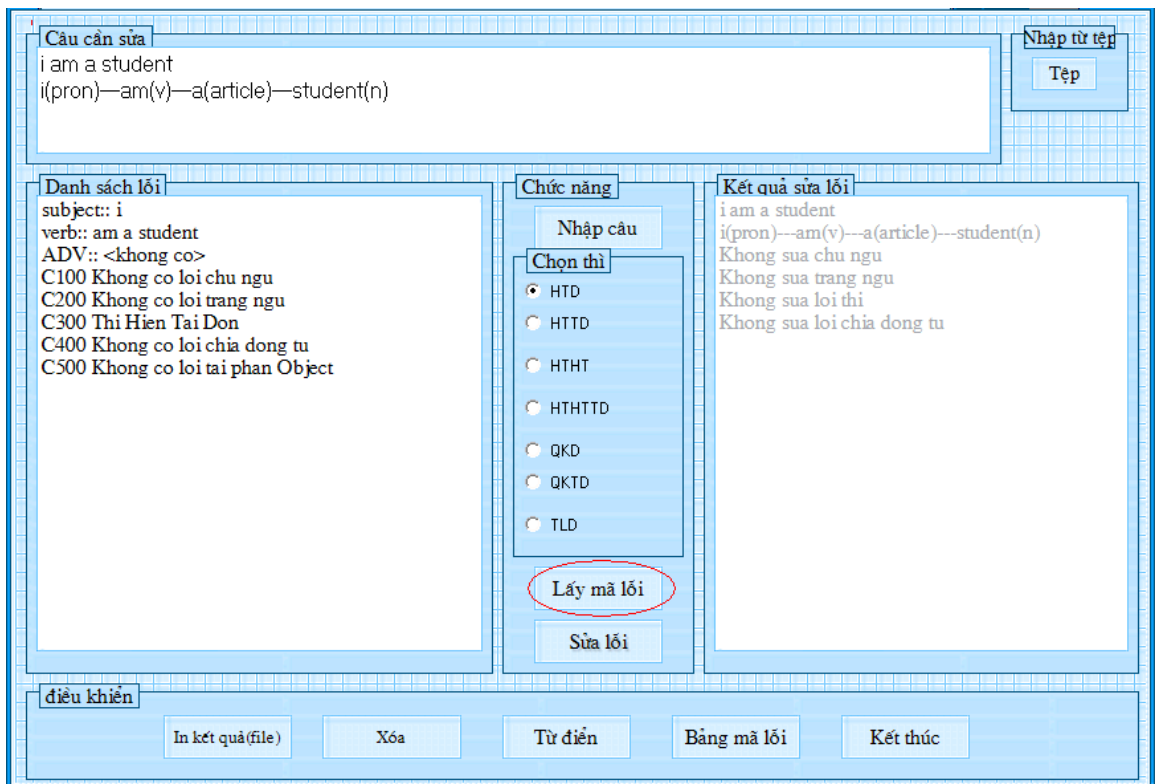 Câu cần sửa
i am a student
i(pron)—am(v)—a(article)—student(n)
Nhập từ tệp
Tệp
Danh sách lỗi
subject:: i
verb:: am a student
ADV:: <khong co>
C100 Khong co loi chu ngu
C200 Khong co loi trang ngu
C300 Thi Hien Tai Don
C400 Khong co loi chia dong tu
C500 Khong co loi tai phan Object
Chức năng
Nhập câu
Chọn thì
HTD
HTTD
HTHT
HTHTTD
QKD
QKTD
TLD
Lấy mã lỗi
Sửa lỗi
Kết quả sửa lỗi
i am a student
i(pron)---am(v)---a(article)---student(n)
Khong sua chu ngu
Khong sua trang ngu
Khong sua loi thi
Khong sua loi chia dong tu
điều khiển
In kết quả(file)
Xóa
Từ điển
Bảng mã lỗi
Kết thúc